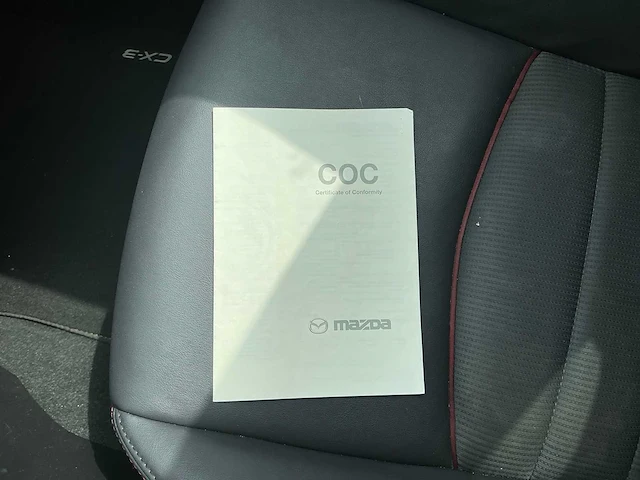 CX-3
COC
Certificate of Conformity
mazda